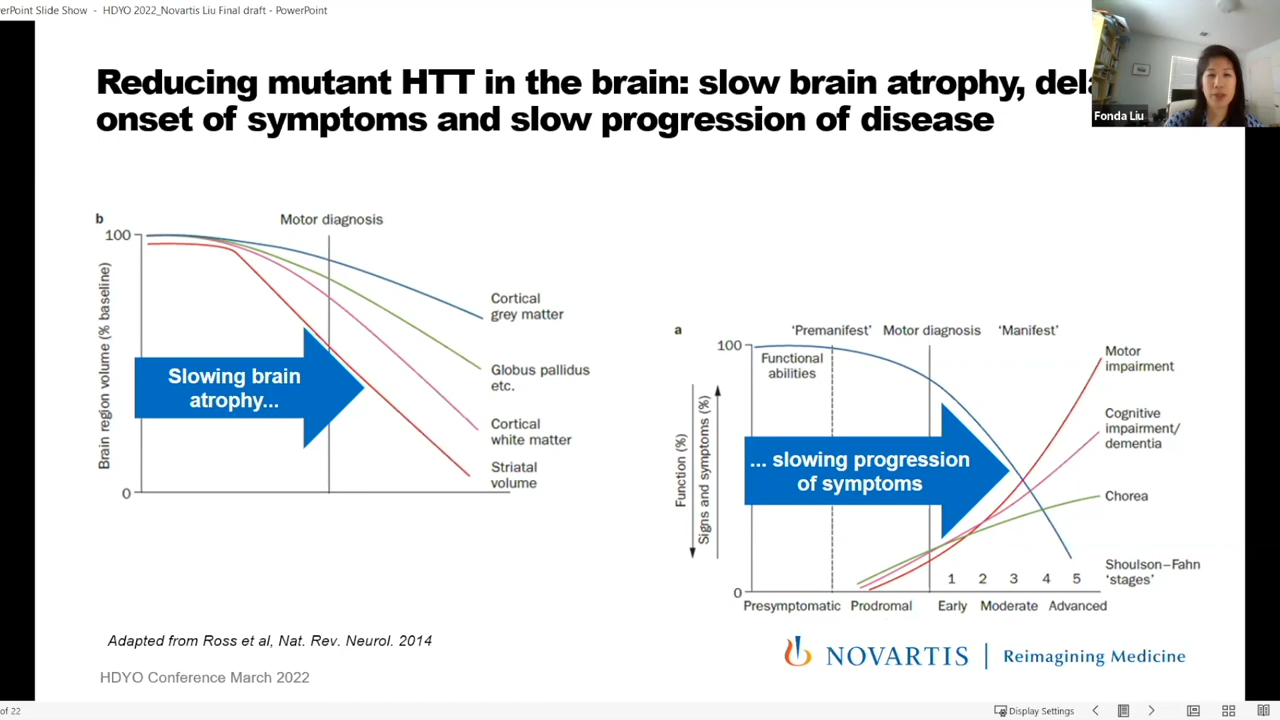 erPoint Slide Show - HDYO 2022_Novartis Liu Final draft - PowerPoint
Reducing mutant HTT in the brain: slow brain atrophy, del
onset of symptoms and slow progression of disease
Fonda Liu
b
Motor diagnosis
100
Brain region volume (% baseline)
Cortical
grey matter
Globus pallidus
etc.
Cortical
white matter
Striatal
volume
0
Slowing brain
atrophy...
a
'Premanifest' Motor diagnosis 'Manifest'
100
Functional
abilities
Function (%)
Signs and symptoms (%)
Motor
impairment
Cognitive
impairment/
dementia
Chorea
... slowing progression
of symptoms
Shoulson–Fahn
'stages'
1 2 3 4 5
0
Presymptomatic Prodromal Early Moderate Advanced
Adapted from Ross et al, Nat. Rev. Neurol. 2014
NOVARTIS | Reimagining Medicine
HDYO Conference March 2022
of 22
Display Settings